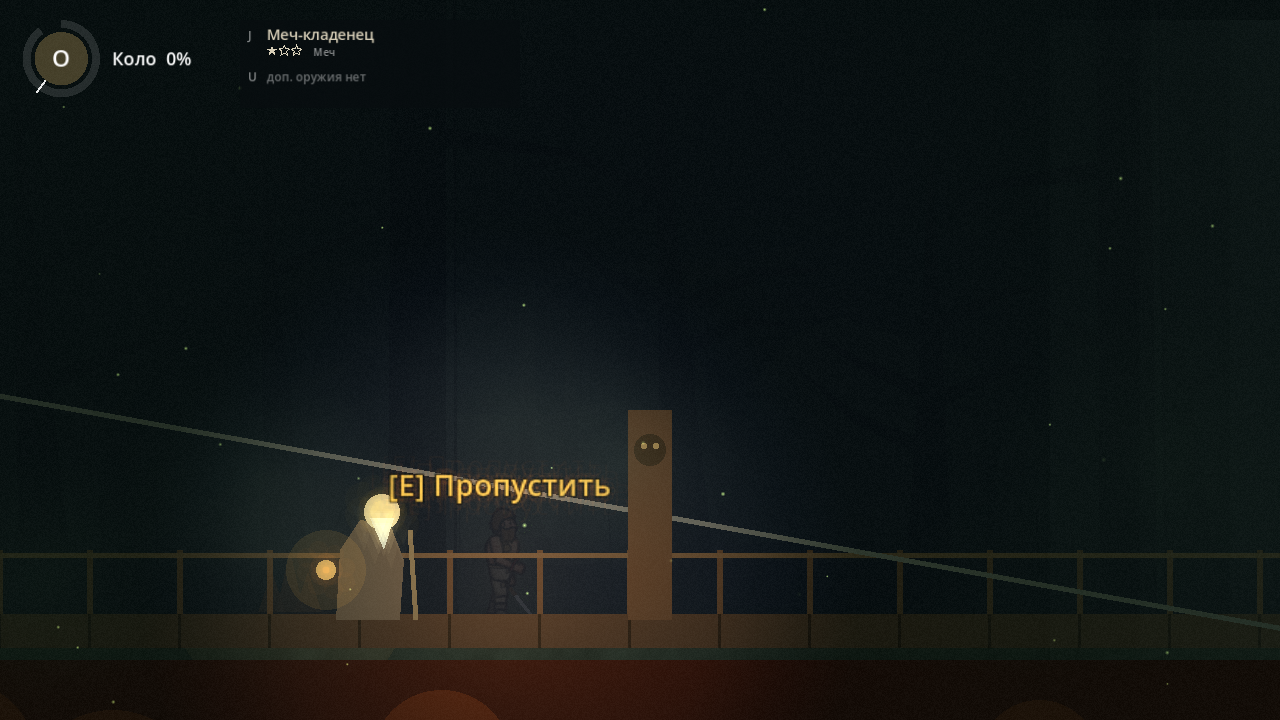 О
Коло 0%
J Меч-кладенец
★☆☆ Меч
U доп. оружия нет
[E] Пропустить